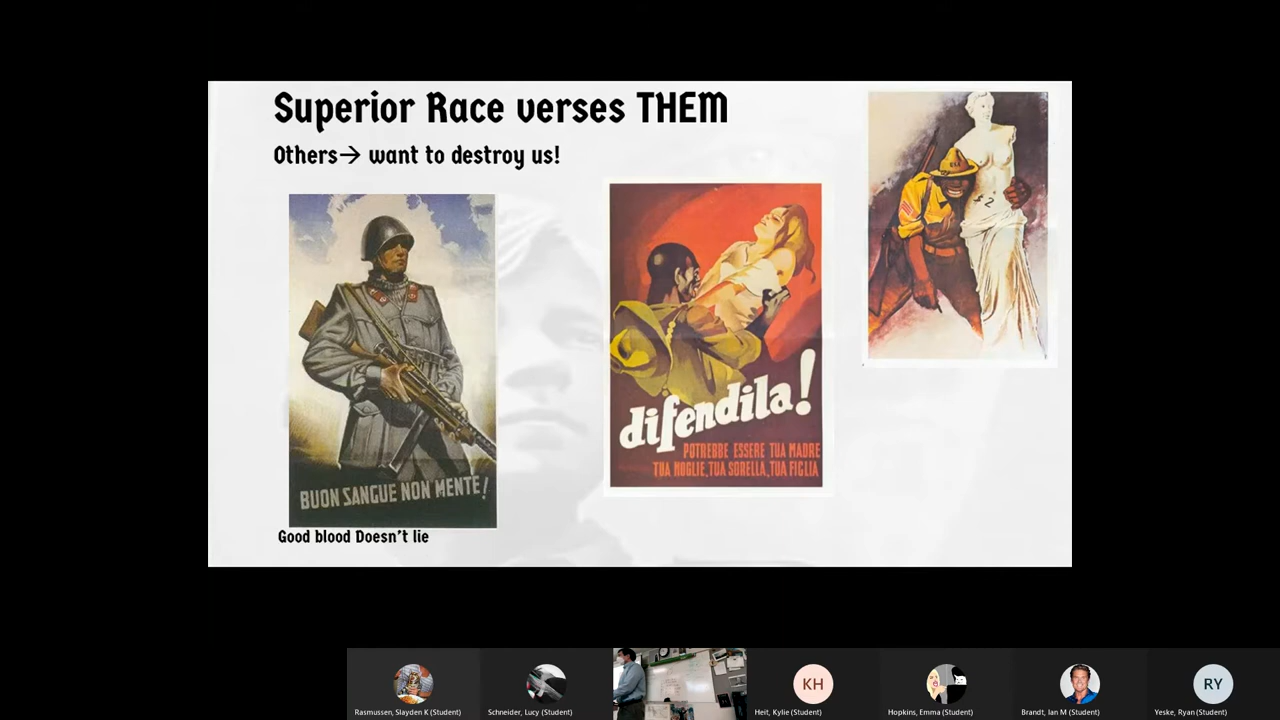 Superior Race verses THEM
Others→ want to destroy us!
BUON SANGUE NON MENTE!
Good blood Doesn't lie
difendila!
POTREBBE ESSERE TUA MADRE
TUA MOGLIE, TUA SORELLA, TUA FIGLIA
USA
$2
Rasmussen, Slayden K (Student)
Schneider, Lucy (Student)
KH
Heit, Kylie (Student)
Hopkins, Emma (Student)
Brandt, Ian M (Student)
RY
Yeske, Ryan (Student)